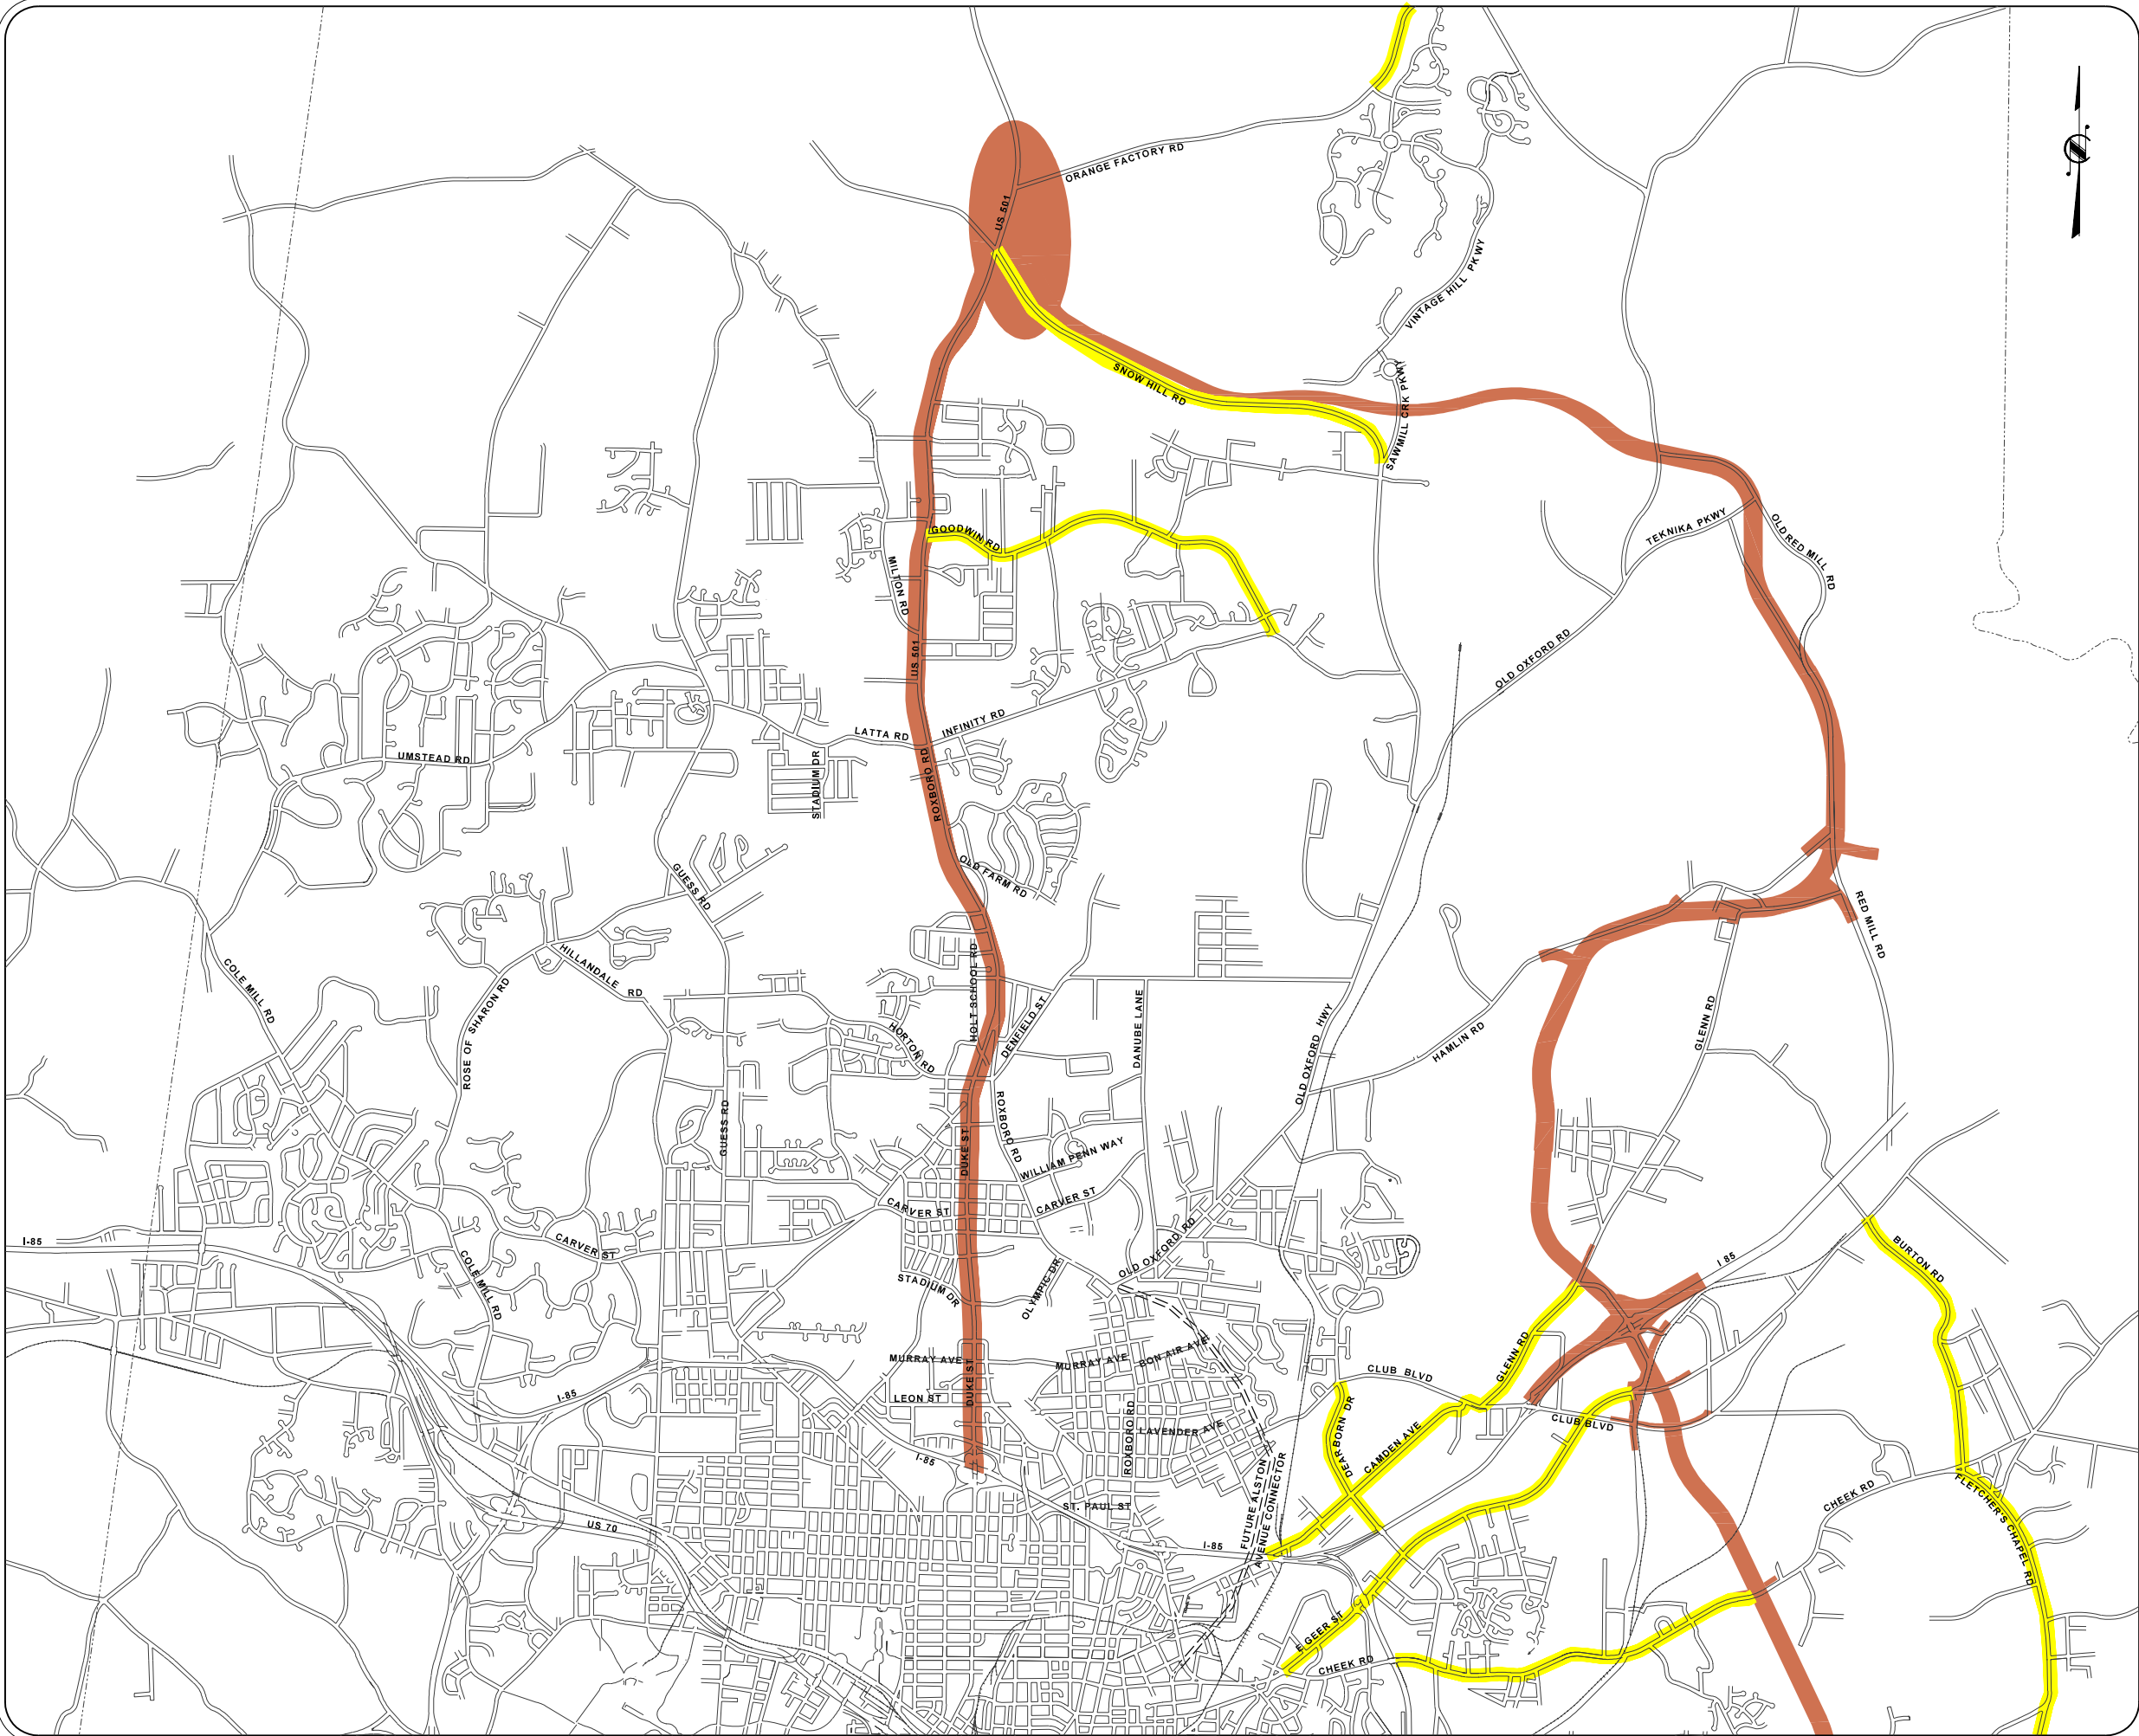 ORANGE FACTORY RD
US 501
VINTAGE HILL PKWY
SNOW HILL RD
SAWMILL CRK PKWY
GOODWIN RD
TEKNIKA PKWY
OLD RED MILL RD
MILTON RD
US 501
OLD OXFORD RD
INFINITY RD
LATTA RD
UMSTEAD RD
STADIUM DR
ROXBORO RD
OLD FARM RD
GUESS RD
RED MILL RD
HILLANDALE RD
COLE MILL RD
ROSE OF SHARON RD
HOLT SCHOOL RD
DENFIELD ST
DANUBE LANE
OLD OXFORD HWY
GLENN RD
HAMLIN RD
HORTON RD
GUESS RD
DUKE ST
ROXBORO RD
WILLIAM PENN WAY
CARVER ST
CARVER ST
CARVER ST
I-85
COLE MILL RD
STADIUM DR
OLYMPIC DR
OLD OXFORD RD
BURTON RD
I 85
MURRAY AVE
MURRAY AVE
BON AIR AVE
GLENN RD
CLUB BLVD
I-85
LEON ST
DUKE ST
ROXBORO RD
LAVENDER AVE
DEARBORN DR
CAMDEN AVE
CLUB BLVD
I-85
FUTURE ALSTON
AVENUE CONNECTOR
CHEEK RD
FLETCHER'S CHAPEL RD
ST. PAUL ST
US 70
I-85
E GEER ST
CHEEK RD